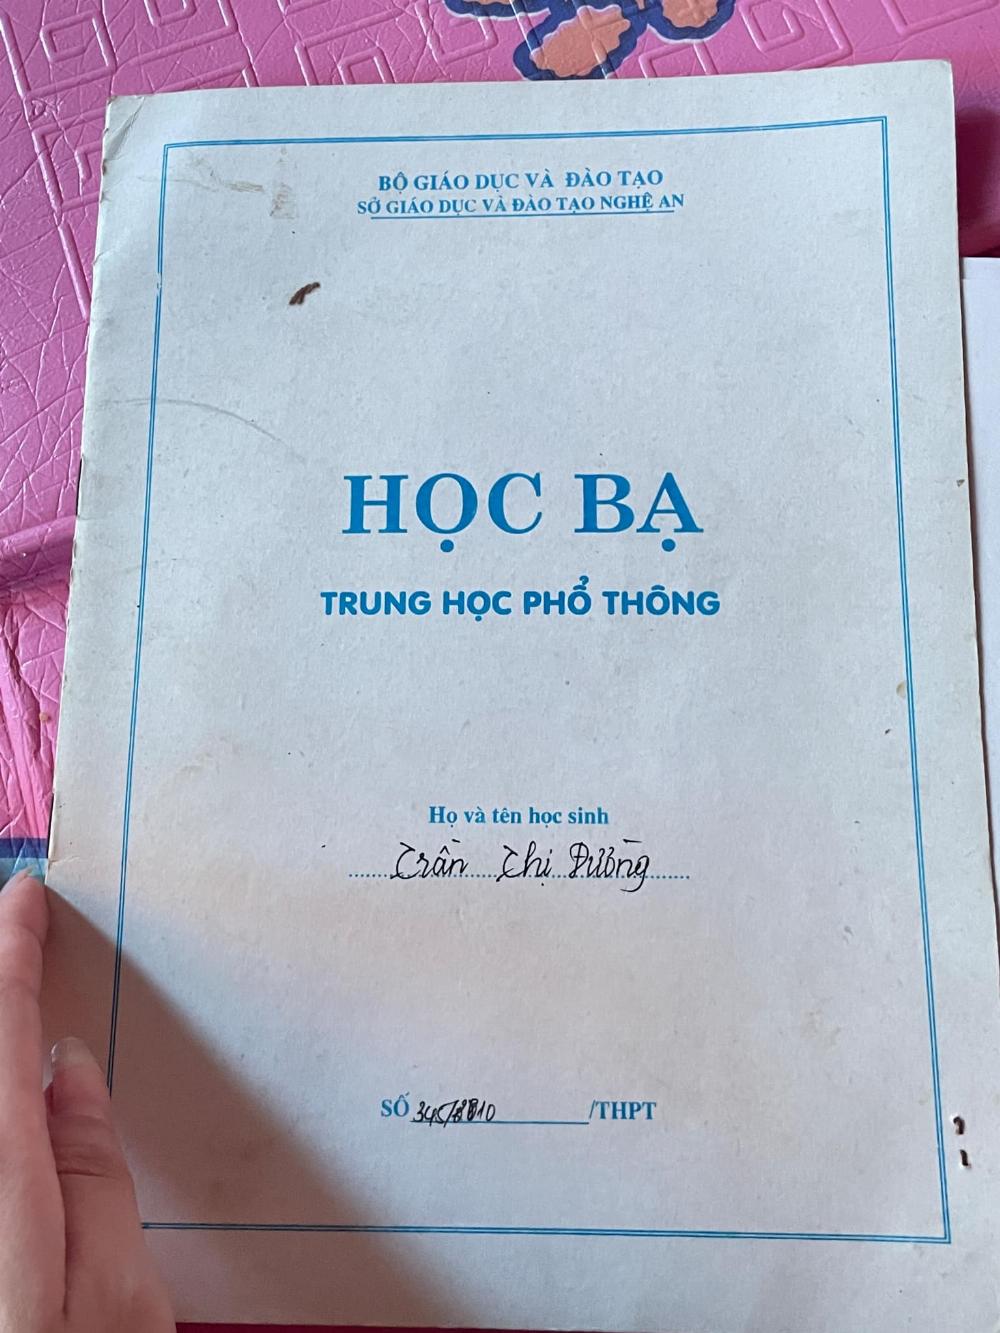 BỘ GIÁO DỤC VÀ ĐÀO TẠO
SỞ GIÁO DỤC VÀ ĐÀO TẠO NGHỆ AN
HỌC BẠ
TRUNG HỌC PHỔ THÔNG
Họ và tên học sinh
Trần Thị Đường
SỐ /THPT